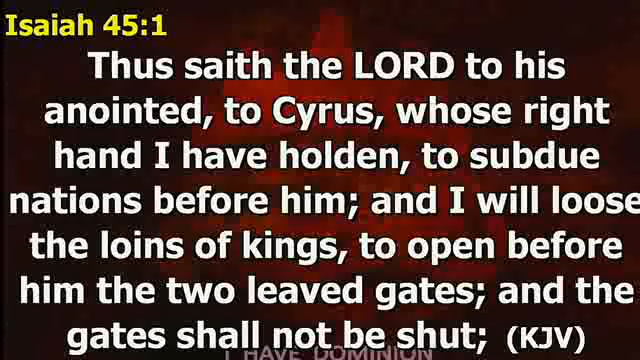 Isaiah 45:1
Thus saith the LORD to his
anointed, to Cyrus, whose right
hand I have holden, to subdue
nations before him; and I will loose
the loins of kings, to open before
him the two leaved gates; and the
gates shall not be shut; (KJV)
I HAVE DOMINION